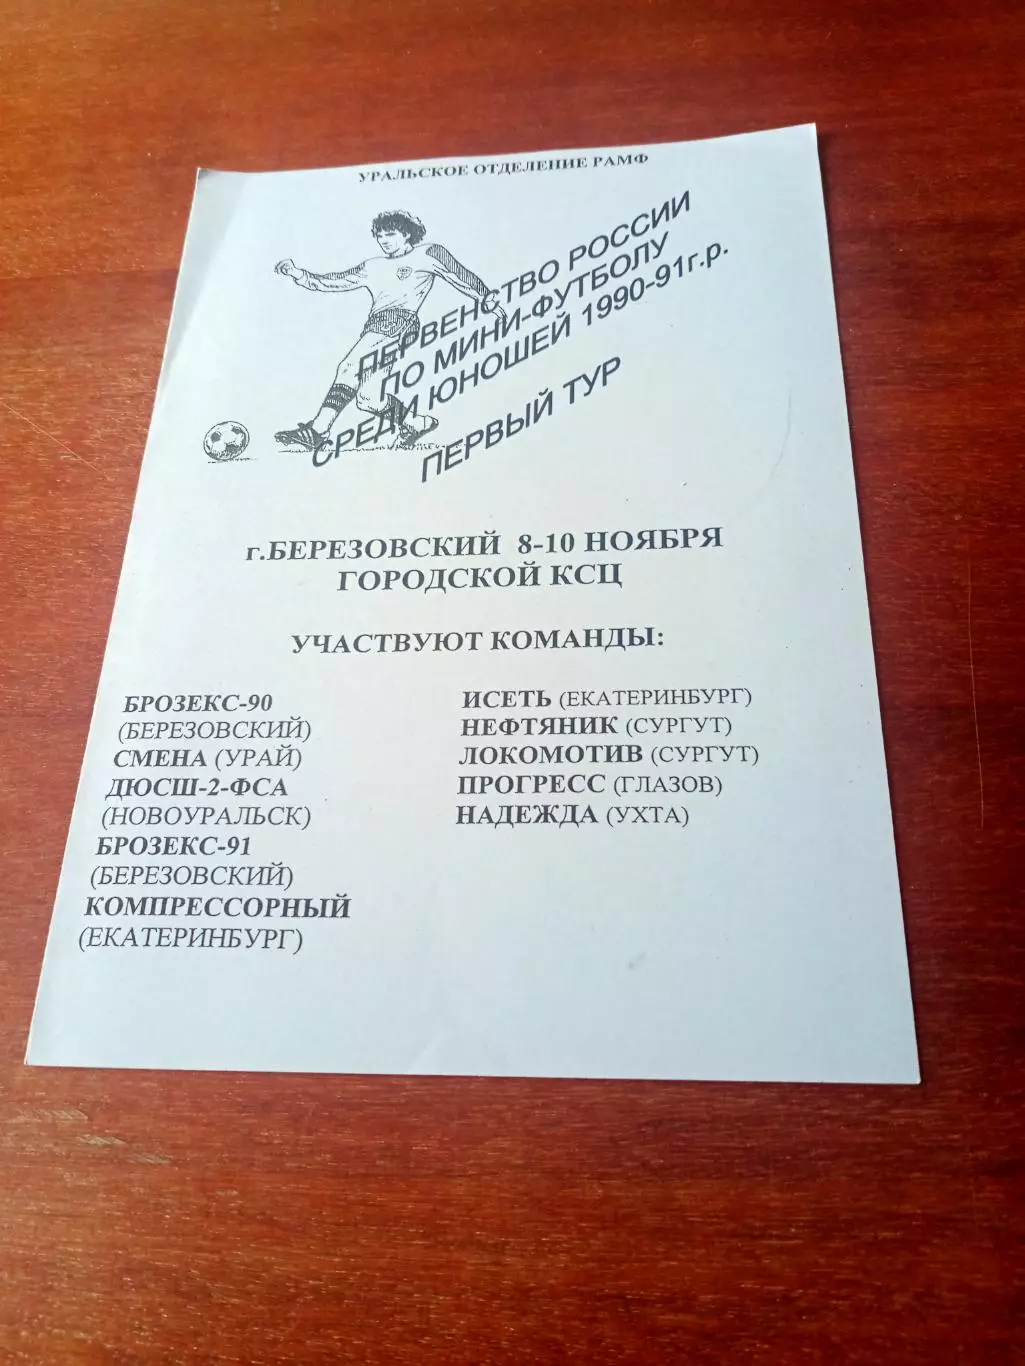 УРАЛЬСКОЕ ОТДЕЛЕНИЕ РАМФ
ПЕРВЕНСТВО РОССИИ
ПО МИНИ-ФУТБОЛУ
СРЕДИ ЮНОШЕЙ 1990-91г.р.
ПЕРВЫЙ ТУР
г.БЕРЕЗОВСКИЙ 8-10 НОЯБРЯ
ГОРОДСКОЙ КСЦ
УЧАСТВУЮТ КОМАНДЫ:
БРОЗЕКС-90
(БЕРЕЗОВСКИЙ)
СМЕНА (УРАЙ)
ДЮСШ-2-ФСА
(НОВОУРАЛЬСК)
БРОЗЕКС-91
(БЕРЕЗОВСКИЙ)
КОМПРЕССОРНЫЙ
(ЕКАТЕРИНБУРГ)
ИСЕТЬ (ЕКАТЕРИНБУРГ)
НЕФТЯНИК (СУРГУТ)
ЛОКОМОТИВ (СУРГУТ)
ПРОГРЕСС (ГЛАЗОВ)
НАДЕЖДА (УХТА)